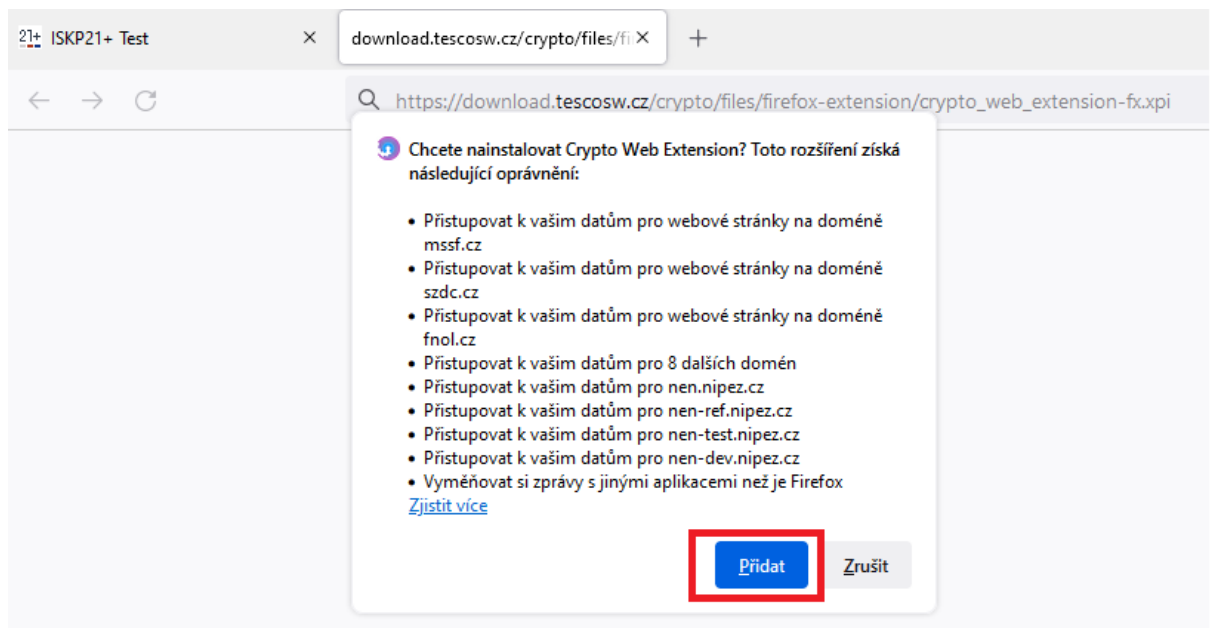 21+ ISKP21+ Test
download.tescosw.cz/crypto/files/fi
https://download.tescosw.cz/crypto/files/firefox-extension/crypto_web_extension-fx.xpi
Chcete nainstalovat Crypto Web Extension? Toto rozšíření získá
následující oprávnění:
• Přistupovat k vašim datům pro webové stránky na doméně
mssf.cz
• Přistupovat k vašim datům pro webové stránky na doméně
szdc.cz
• Přistupovat k vašim datům pro webové stránky na doméně
fnol.cz
• Přistupovat k vašim datům pro 8 dalších domén
• Přistupovat k vašim datům pro nen.nipez.cz
• Přistupovat k vašim datům pro nen-ref.nipez.cz
• Přistupovat k vašim datům pro nen-test.nipez.cz
• Přistupovat k vašim datům pro nen-dev.nipez.cz
• Vyměňovat si zprávy s jinými aplikacemi než je Firefox
Zjistit více
Přidat
Zrušit